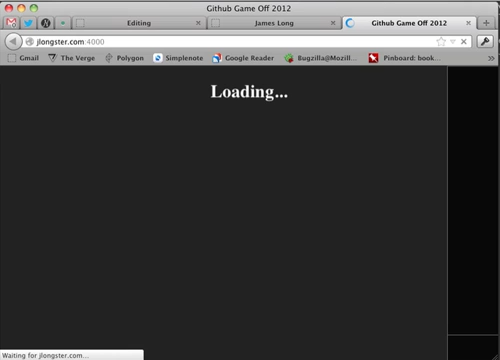 Github Game Off 2012
Editing
James Long
Github Game Off 2012
jlongster.com:4000
Gmail
The Verge
Polygon
Simplenote
Google Reader
Bugzilla@Mozill...
Pinboard: book...
Loading...
Waiting for jlongster.com...